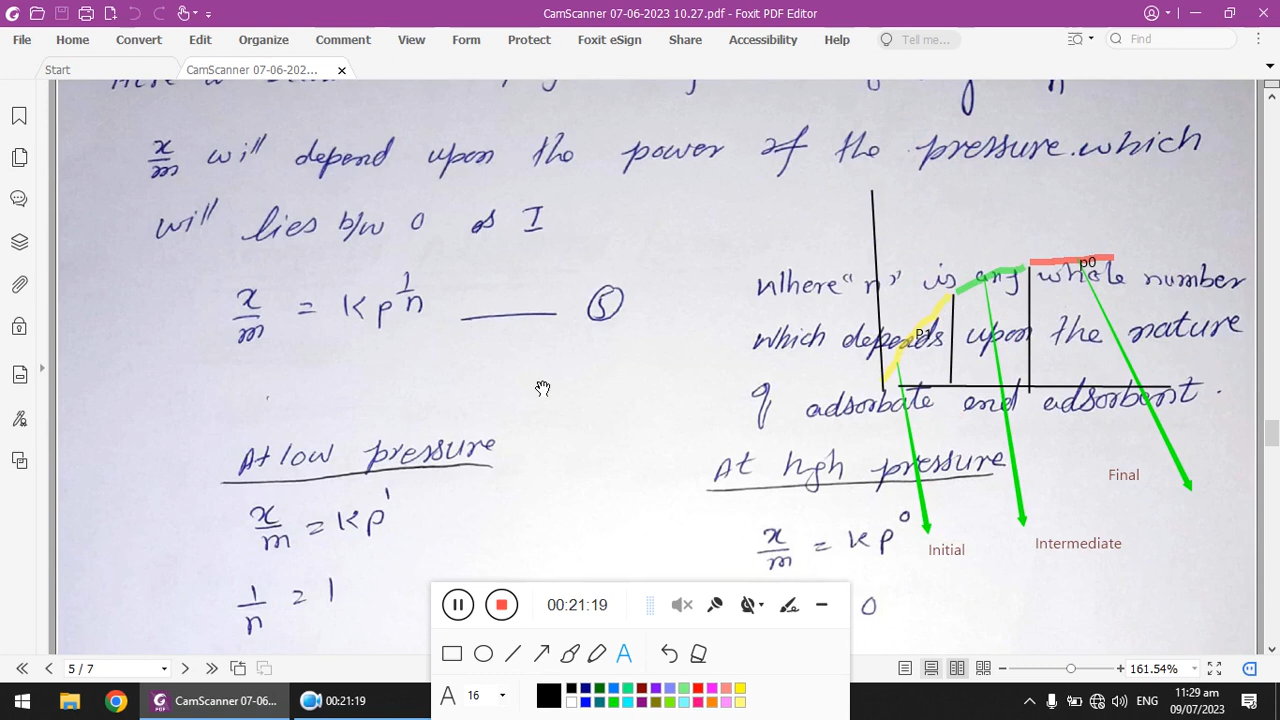 CamScanner 07-06-2023 10.27.pdf - Foxit PDF Editor
File Home Convert Edit Organize Comment View Form Protect Foxit eSign Share Accessibility Help Tell me... Find
Start CamScanner 07-06-202...
x/m will depend upon the power of the pressure. which
will lies b/w 0 & I
x/m = kp^1/n ——— ⑤
where "n" is any whole number
which depends upon the nature
of adsorbate and adsorbent.
p0
P1
At low pressure
x/m = kp^1
1/n = 1
At high pressure
x/m = kp^0
0
Initial
Intermediate
Final
00:21:19
A 16
5 / 7
161.54%
CamScanner 07-06...
00:21:19
ENG
11:29 am
09/07/2023